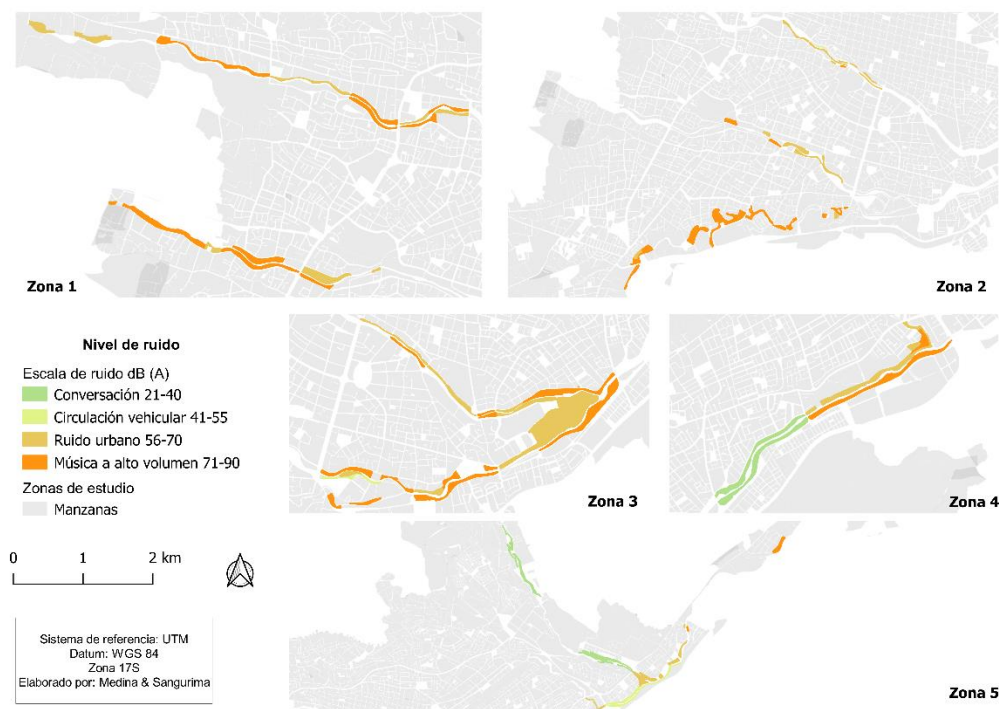 Zona 1
Zona 2
Nivel de ruido
Escala de ruido dB (A)
Conversación 21-40
Circulación vehicular 41-55
Ruido urbano 56-70
Música a alto volumen 71-90
Zonas de estudio
Manzanas
Zona 3
Zona 4
0 1 2 km
Sistema de referencia: UTM
Datum: WGS 84
Zona 17S
Elaborado por: Medina & Sangurima
Zona 5